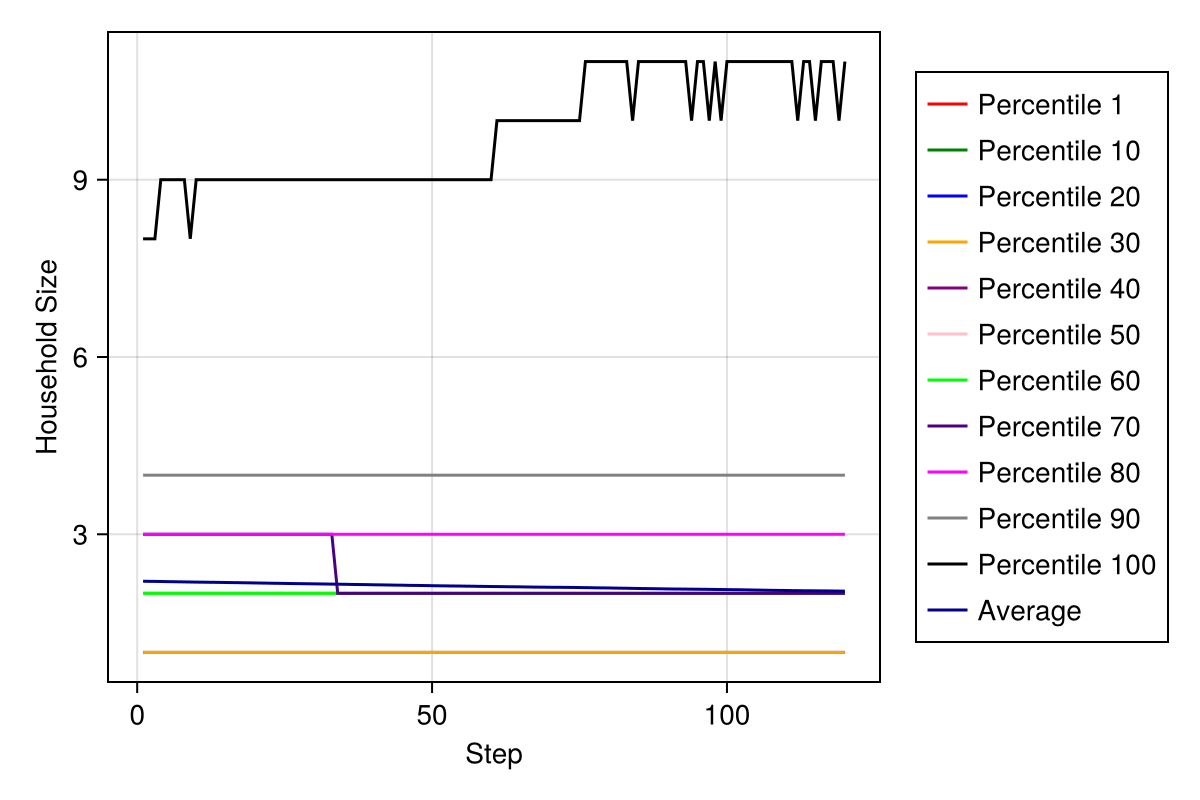 9
6
3
Household Size
0
50
100
Step
Percentile 1
Percentile 10
Percentile 20
Percentile 30
Percentile 40
Percentile 50
Percentile 60
Percentile 70
Percentile 80
Percentile 90
Percentile 100
Average